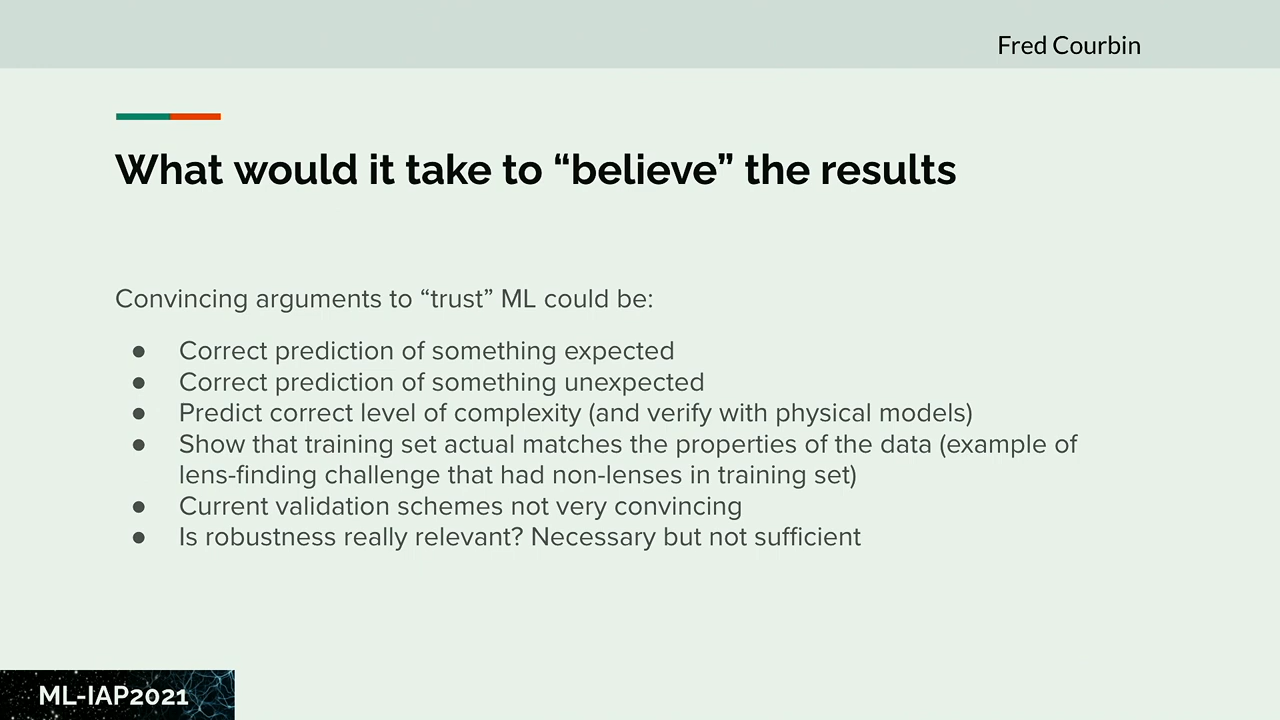 Fred Courbin
What would it take to “believe” the results
Convincing arguments to “trust” ML could be:
● Correct prediction of something expected
● Correct prediction of something unexpected
● Predict correct level of complexity (and verify with physical models)
● Show that training set actual matches the properties of the data (example of
lens-finding challenge that had non-lenses in training set)
● Current validation schemes not very convincing
● Is robustness really relevant? Necessary but not sufficient
ML-IAP2021